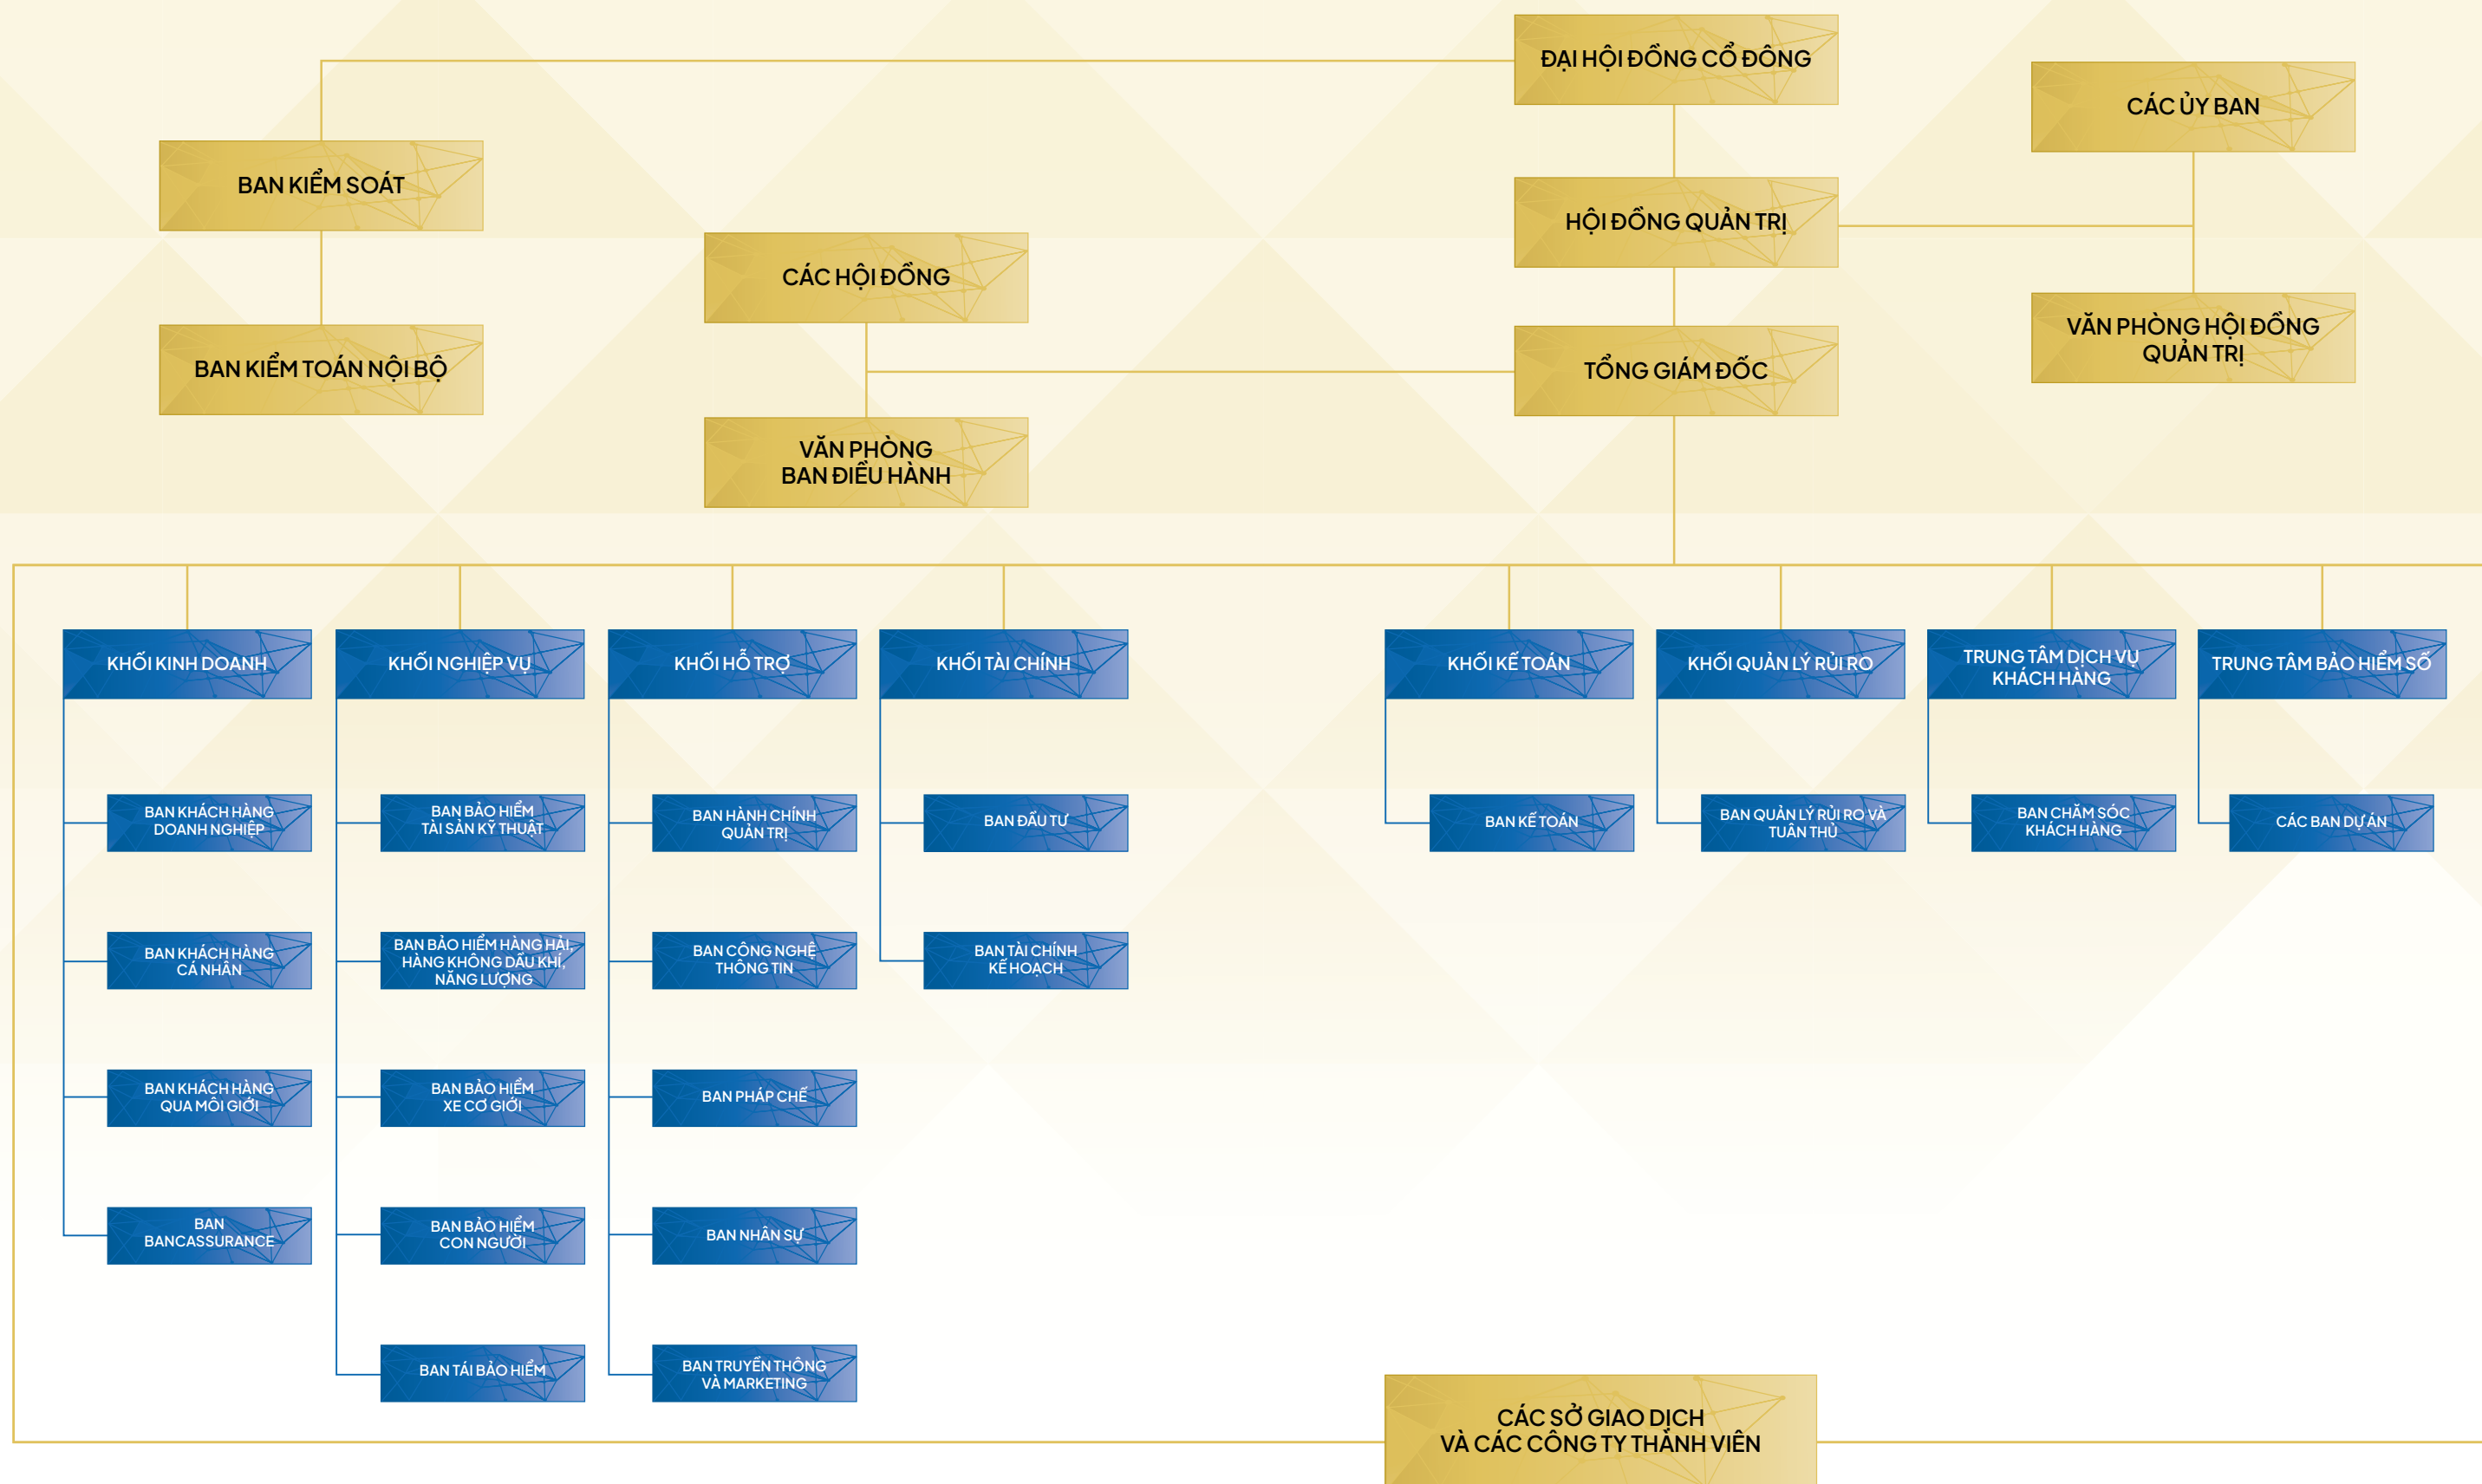 ĐẠI HỘI ĐỒNG CỔ ĐÔNG
CÁC ỦY BAN
BAN KIỂM SOÁT
HỘI ĐỒNG QUẢN TRỊ
CÁC HỘI ĐỒNG
VĂN PHÒNG HỘI ĐỒNG
QUẢN TRỊ
BAN KIỂM TOÁN NỘI BỘ
TỔNG GIÁM ĐỐC
VĂN PHÒNG
BAN ĐIỀU HÀNH
KHỐI KINH DOANH
KHỐI NGHIỆP VỤ
KHỐI HỖ TRỢ
KHỐI TÀI CHÍNH
KHỐI KẾ TOÁN
KHỐI QUẢN LÝ RỦI RO
TRUNG TÂM DỊCH VỤ
KHÁCH HÀNG
TRUNG TÂM BẢO HIỂM SỐ
BAN KHÁCH HÀNG
DOANH NGHIỆP
BAN BẢO HIỂM
TÀI SẢN KỸ THUẬT
BAN HÀNH CHÍNH
QUẢN TRỊ
BAN ĐẦU TƯ
BAN KẾ TOÁN
BAN QUẢN LÝ RỦI RO VÀ
TUÂN THỦ
BAN CHĂM SÓC
KHÁCH HÀNG
CÁC BAN DỰ ÁN
BAN KHÁCH HÀNG
CÁ NHÂN
BAN BẢO HIỂM HÀNG HẢI,
HÀNG KHÔNG DẦU KHÍ,
NĂNG LƯỢNG
BAN CÔNG NGHỆ
THÔNG TIN
BAN TÀI CHÍNH
KẾ HOẠCH
BAN KHÁCH HÀNG
QUA MÔI GIỚI
BAN BẢO HIỂM
XE CƠ GIỚI
BAN PHÁP CHẾ
BAN
BANCASSURANCE
BAN BẢO HIỂM
CON NGƯỜI
BAN NHÂN SỰ
BAN TÁI BẢO HIỂM
BAN TRUYỀN THÔNG
VÀ MARKETING
CÁC SỞ GIAO DỊCH
VÀ CÁC CÔNG TY THÀNH VIÊN